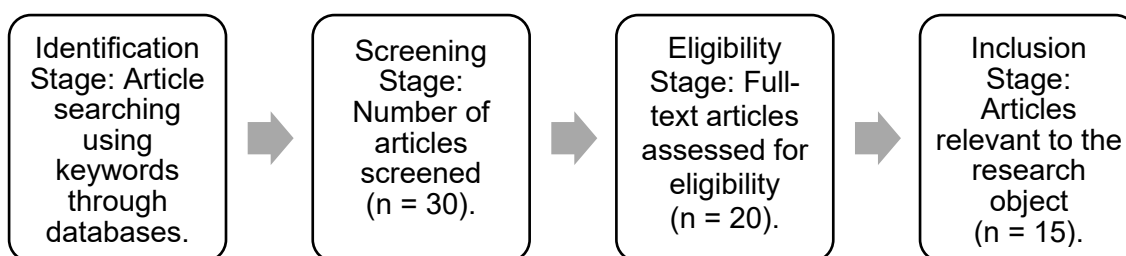 Identification
Stage: Article
searching
using
keywords
through
databases.
Screening
Stage:
Number of
articles
screened
(n = 30).
Eligibility
Stage: Full-
text articles
assessed for
eligibility
(n = 20).
Inclusion
Stage:
Articles
relevant to the
research
object
(n = 15).